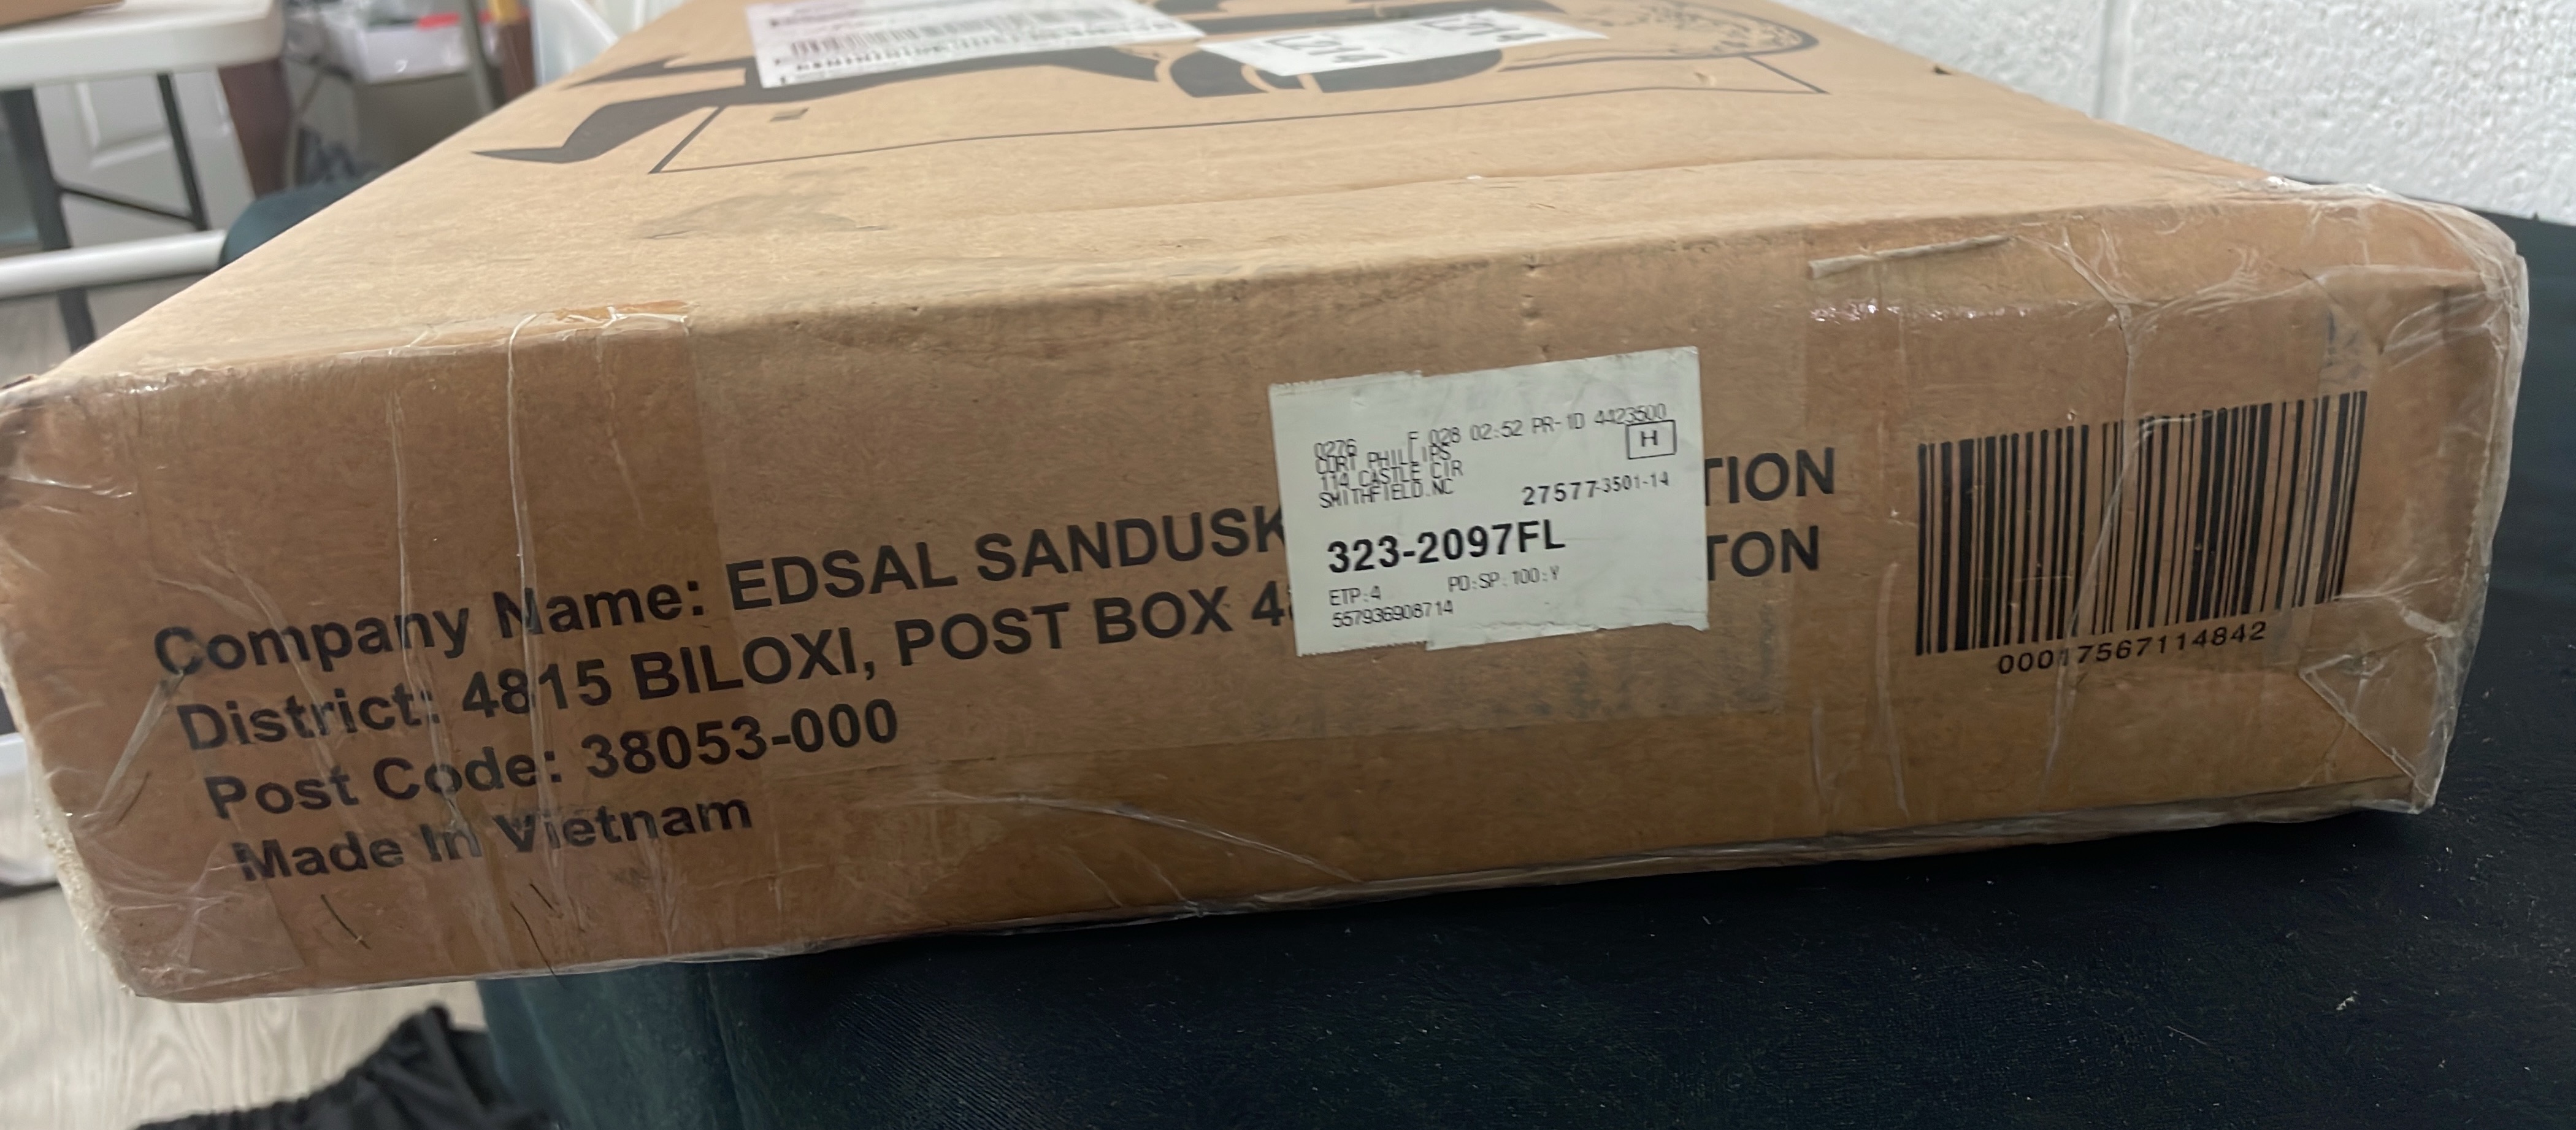 L214
L214
0276 F 028 02:52 PR-1D 4423500
CURT PHILLIPS
H
114 CASTLE CIR
SMITHFIELD.NC 27577-3501-14
323-2097FL
ETP:4 PD:SP:100:Y
557936908714
Company Name: EDSAL SANDUSK TION
District: 4815 BILOXI, POST BOX 4 TON
Post Code: 38053-000
Made In Vietnam
00017567114842